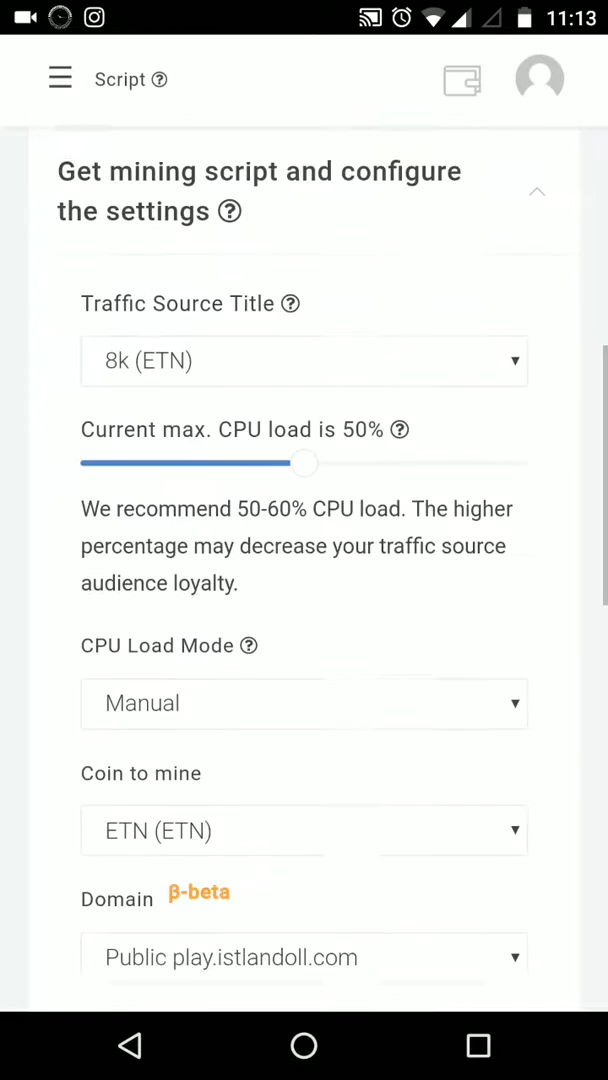 11:13
Script ?
Get mining script and configure
the settings ?
Traffic Source Title ?
8k (ETN)
Current max. CPU load is 50% ?
We recommend 50-60% CPU load. The higher
percentage may decrease your traffic source
audience loyalty.
CPU Load Mode ?
Manual
Coin to mine
ETN (ETN)
Domain β-beta
Public play.istlandoll.com